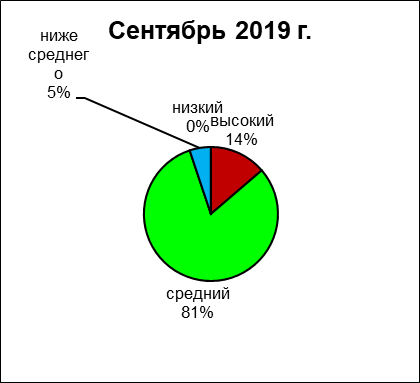 Сентябрь 2019 г.
ниже
среднег
о
5%
низкий
0%
высокий
14%
средний
81%